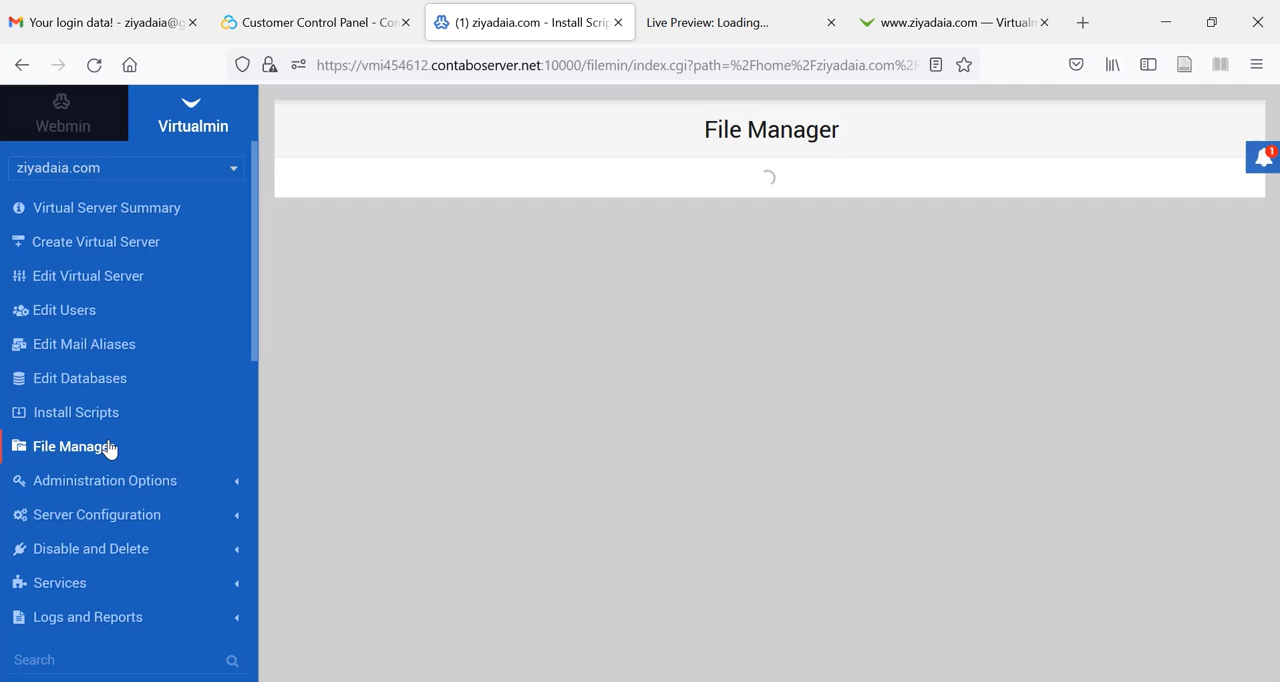 Your login data! - ziyadaia@g
Customer Control Panel - Con
(1) ziyadaia.com - Install Scrip
Live Preview: Loading...
www.ziyadaia.com — Virtualm
https://vmi454612.contaboserver.net:10000/filemin/index.cgi?path=%2Fhome%2Fziyadaia.com%2F
Webmin
Virtualmin
File Manager
1
ziyadaia.com
Virtual Server Summary
Create Virtual Server
Edit Virtual Server
Edit Users
Edit Mail Aliases
Edit Databases
Install Scripts
File Manager
Administration Options
Server Configuration
Disable and Delete
Services
Logs and Reports
Search